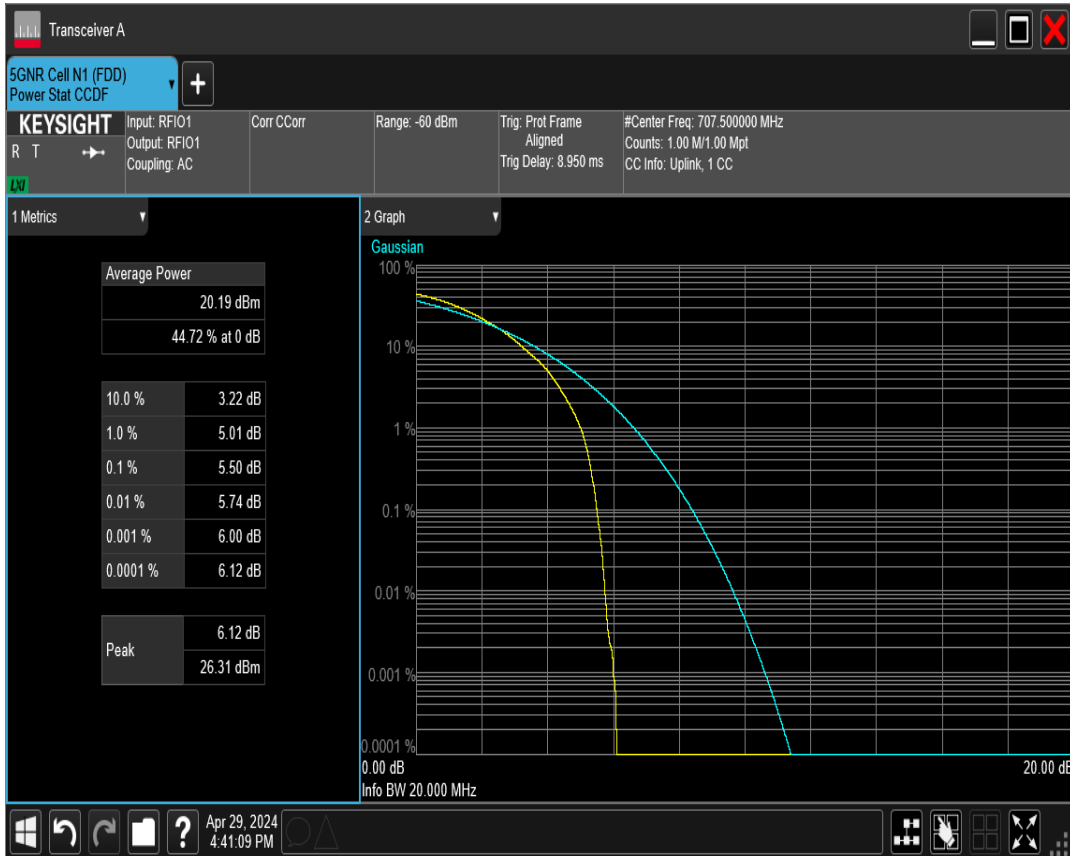 Transceiver A
5GNR Cell N1 (FDD)
Power Stat CCDF
+
KEYSIGHT
R T
LXI
Input: RFIO1
Output: RFIO1
Coupling: AC
Corr CCorr
Range: -60 dBm
Trig: Prot Frame
Aligned
Trig Delay: 8.950 ms
#Center Freq: 707.500000 MHz
Counts: 1.00 M/1.00 Mpt
CC Info: Uplink, 1 CC
1 Metrics
Average Power
20.19 dBm
44.72 % at 0 dB
10.0 % 3.22 dB
1.0 % 5.01 dB
0.1 % 5.50 dB
0.01 % 5.74 dB
0.001 % 6.00 dB
0.0001 % 6.12 dB
Peak
6.12 dB
26.31 dBm
2 Graph
Gaussian
100 %
10 %
1 %
0.1 %
0.01 %
0.001 %
0.0001 %
0.00 dB 20.00 dB
Info BW 20.000 MHz
?
Apr 29, 2024
4:41:09 PM